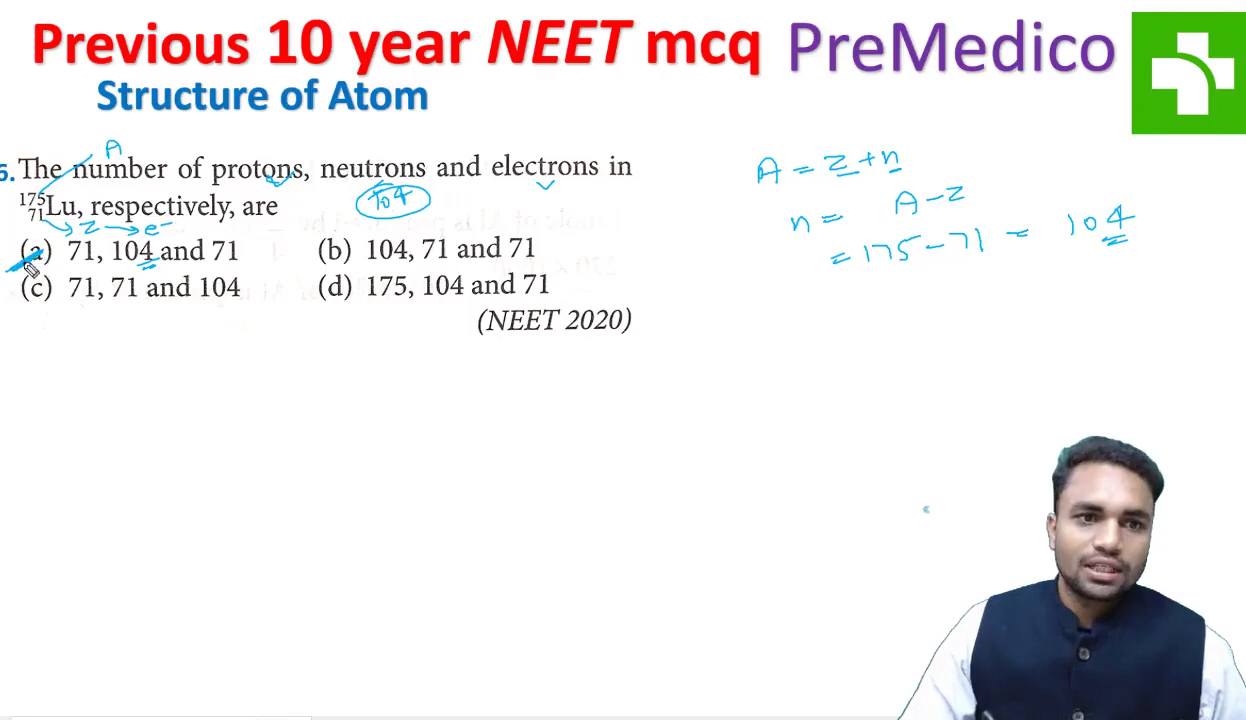 Previous 10 year NEET mcq PreMedico
Structure of Atom
6. The number of protons, neutrons and electrons in
¹⁷⁵₇₁Lu, respectively, are
(a) 71, 104 and 71 (b) 104, 71 and 71
(c) 71, 71 and 104 (d) 175, 104 and 71
(NEET 2020)
A
104
z → e-
A = z + n
n = A - z
= 175 - 71 = 104